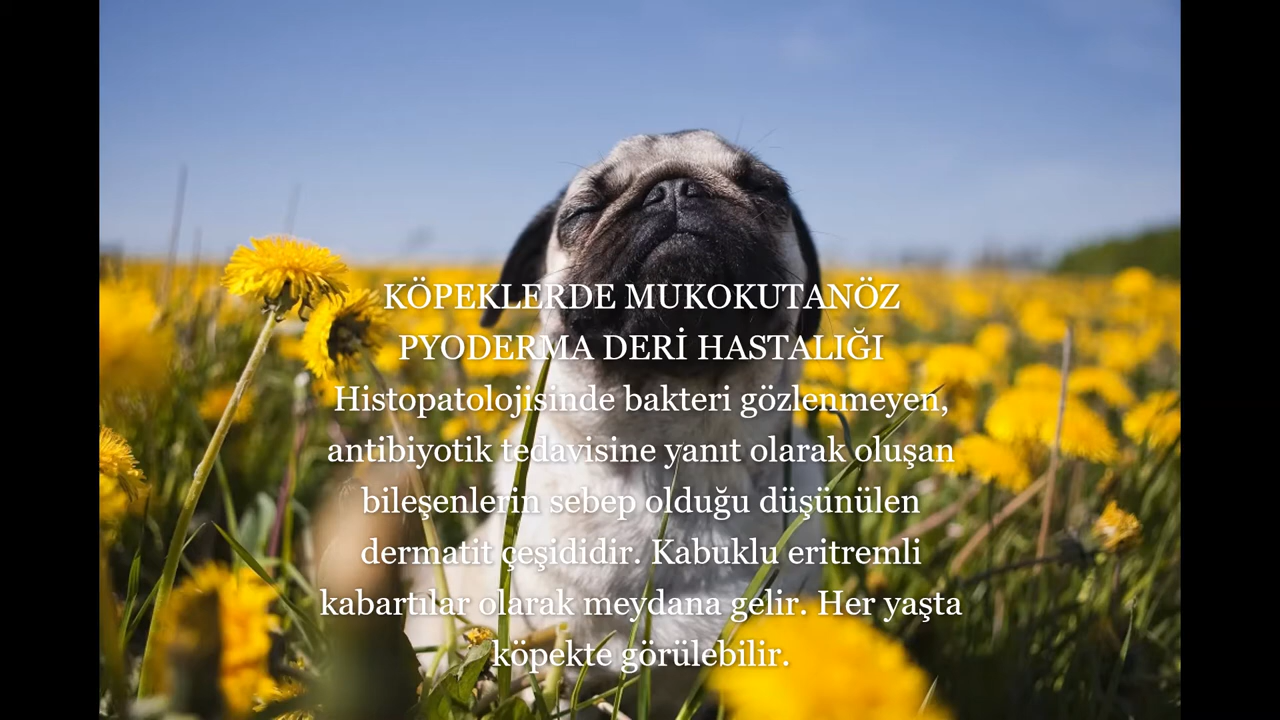 KÖPEKLERDE MUKOKUTANÖZ
PYODERMA DERİ HASTALIĞI
Histopatolojisinde bakteri gözlenmeyen,
antibiyotik tedavisine yanıt olarak oluşan
bileşenlerin sebep olduğu düşünülen
dermatit çeşididir. Kabuklu eritremli
kabartılar olarak meydana gelir. Her yaşta
köpekte görülebilir.